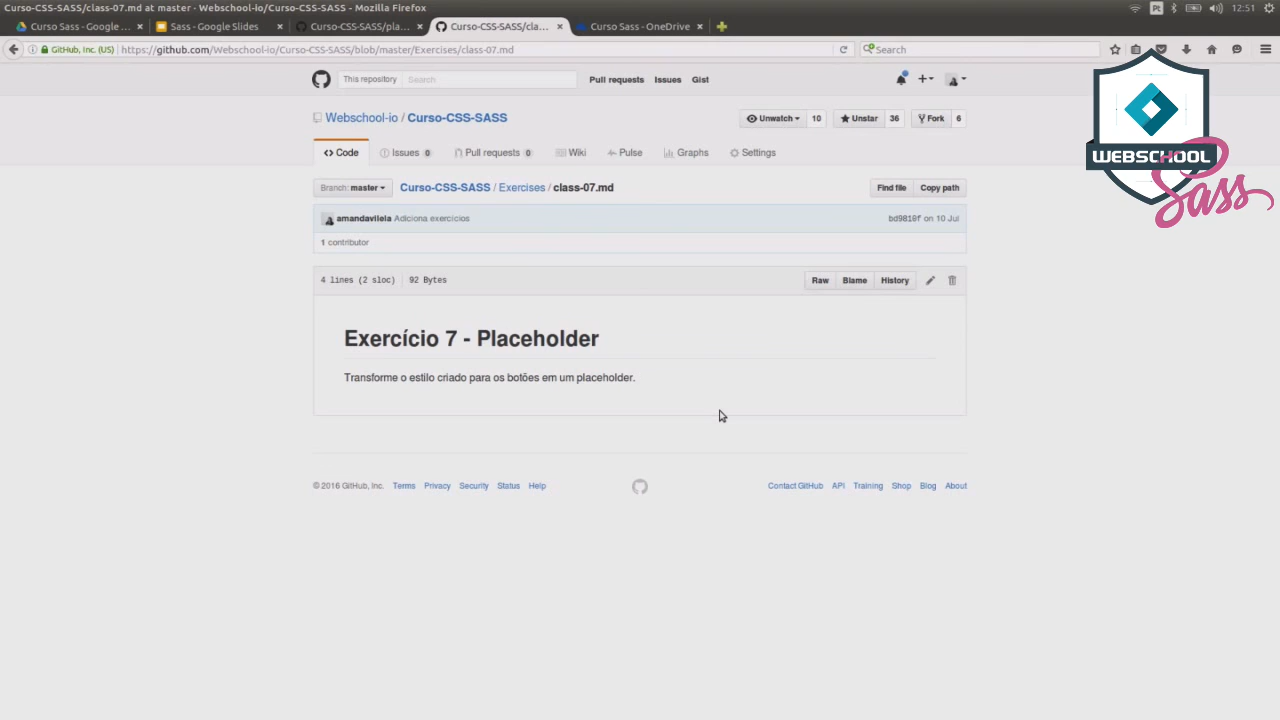 Curso-CSS-SASS/class-07.md at master - Webschool-io/Curso-CSS-SASS - Mozilla Firefox
Pt 12:51
Curso Sass - Google ... × Sass - Google Slides × Curso-CSS-SASS/pla... × Curso-CSS-SASS/cla... × Curso Sass - OneDrive ×
GitHub, Inc. (US) https://github.com/Webschool-io/Curso-CSS-SASS/blob/master/Exercises/class-07.md Search
This repository Search Pull requests Issues Gist
Webschool-io / Curso-CSS-SASS Unwatch 10 Unstar 36 Fork 6
Code Issues 0 Pull requests 0 Wiki Pulse Graphs Settings
WEBSCHOOL
Sass
Branch: master Curso-CSS-SASS / Exercises / class-07.md Find file Copy path
amandavilela Adiciona exercícios bd9818f on 10 Jul
1 contributor
4 lines (2 sloc) 92 Bytes Raw Blame History
Exercício 7 - Placeholder
Transforme o estilo criado para os botões em um placeholder.
© 2016 GitHub, Inc. Terms Privacy Security Status Help Contact GitHub API Training Shop Blog About